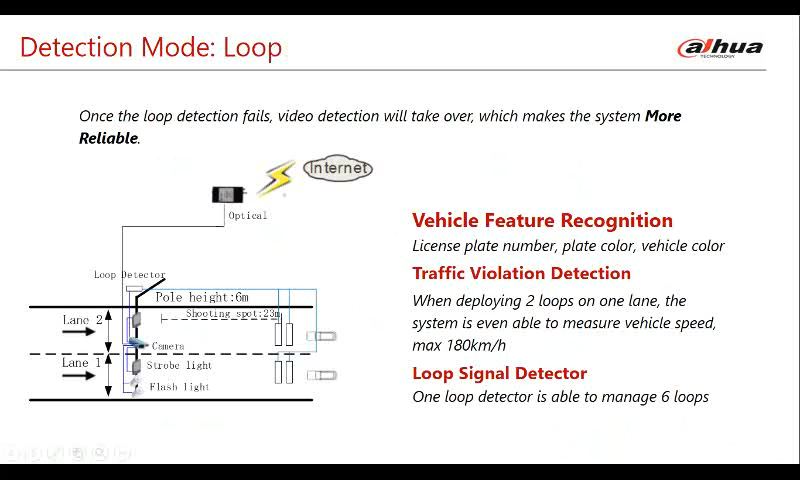 Detection Mode: Loop
alhua
TECHNOLOGY
Once the loop detection fails, video detection will take over, which makes the system More
Reliable.
Internet
Optical
Loop Detector
Pole height:6m
Shooting spot:23m
Lane 2
Camera
Lane 1
Strobe light
Flash light
Vehicle Feature Recognition
License plate number, plate color, vehicle color
Traffic Violation Detection
When deploying 2 loops on one lane, the
system is even able to measure vehicle speed,
max 180km/h
Loop Signal Detector
One loop detector is able to manage 6 loops